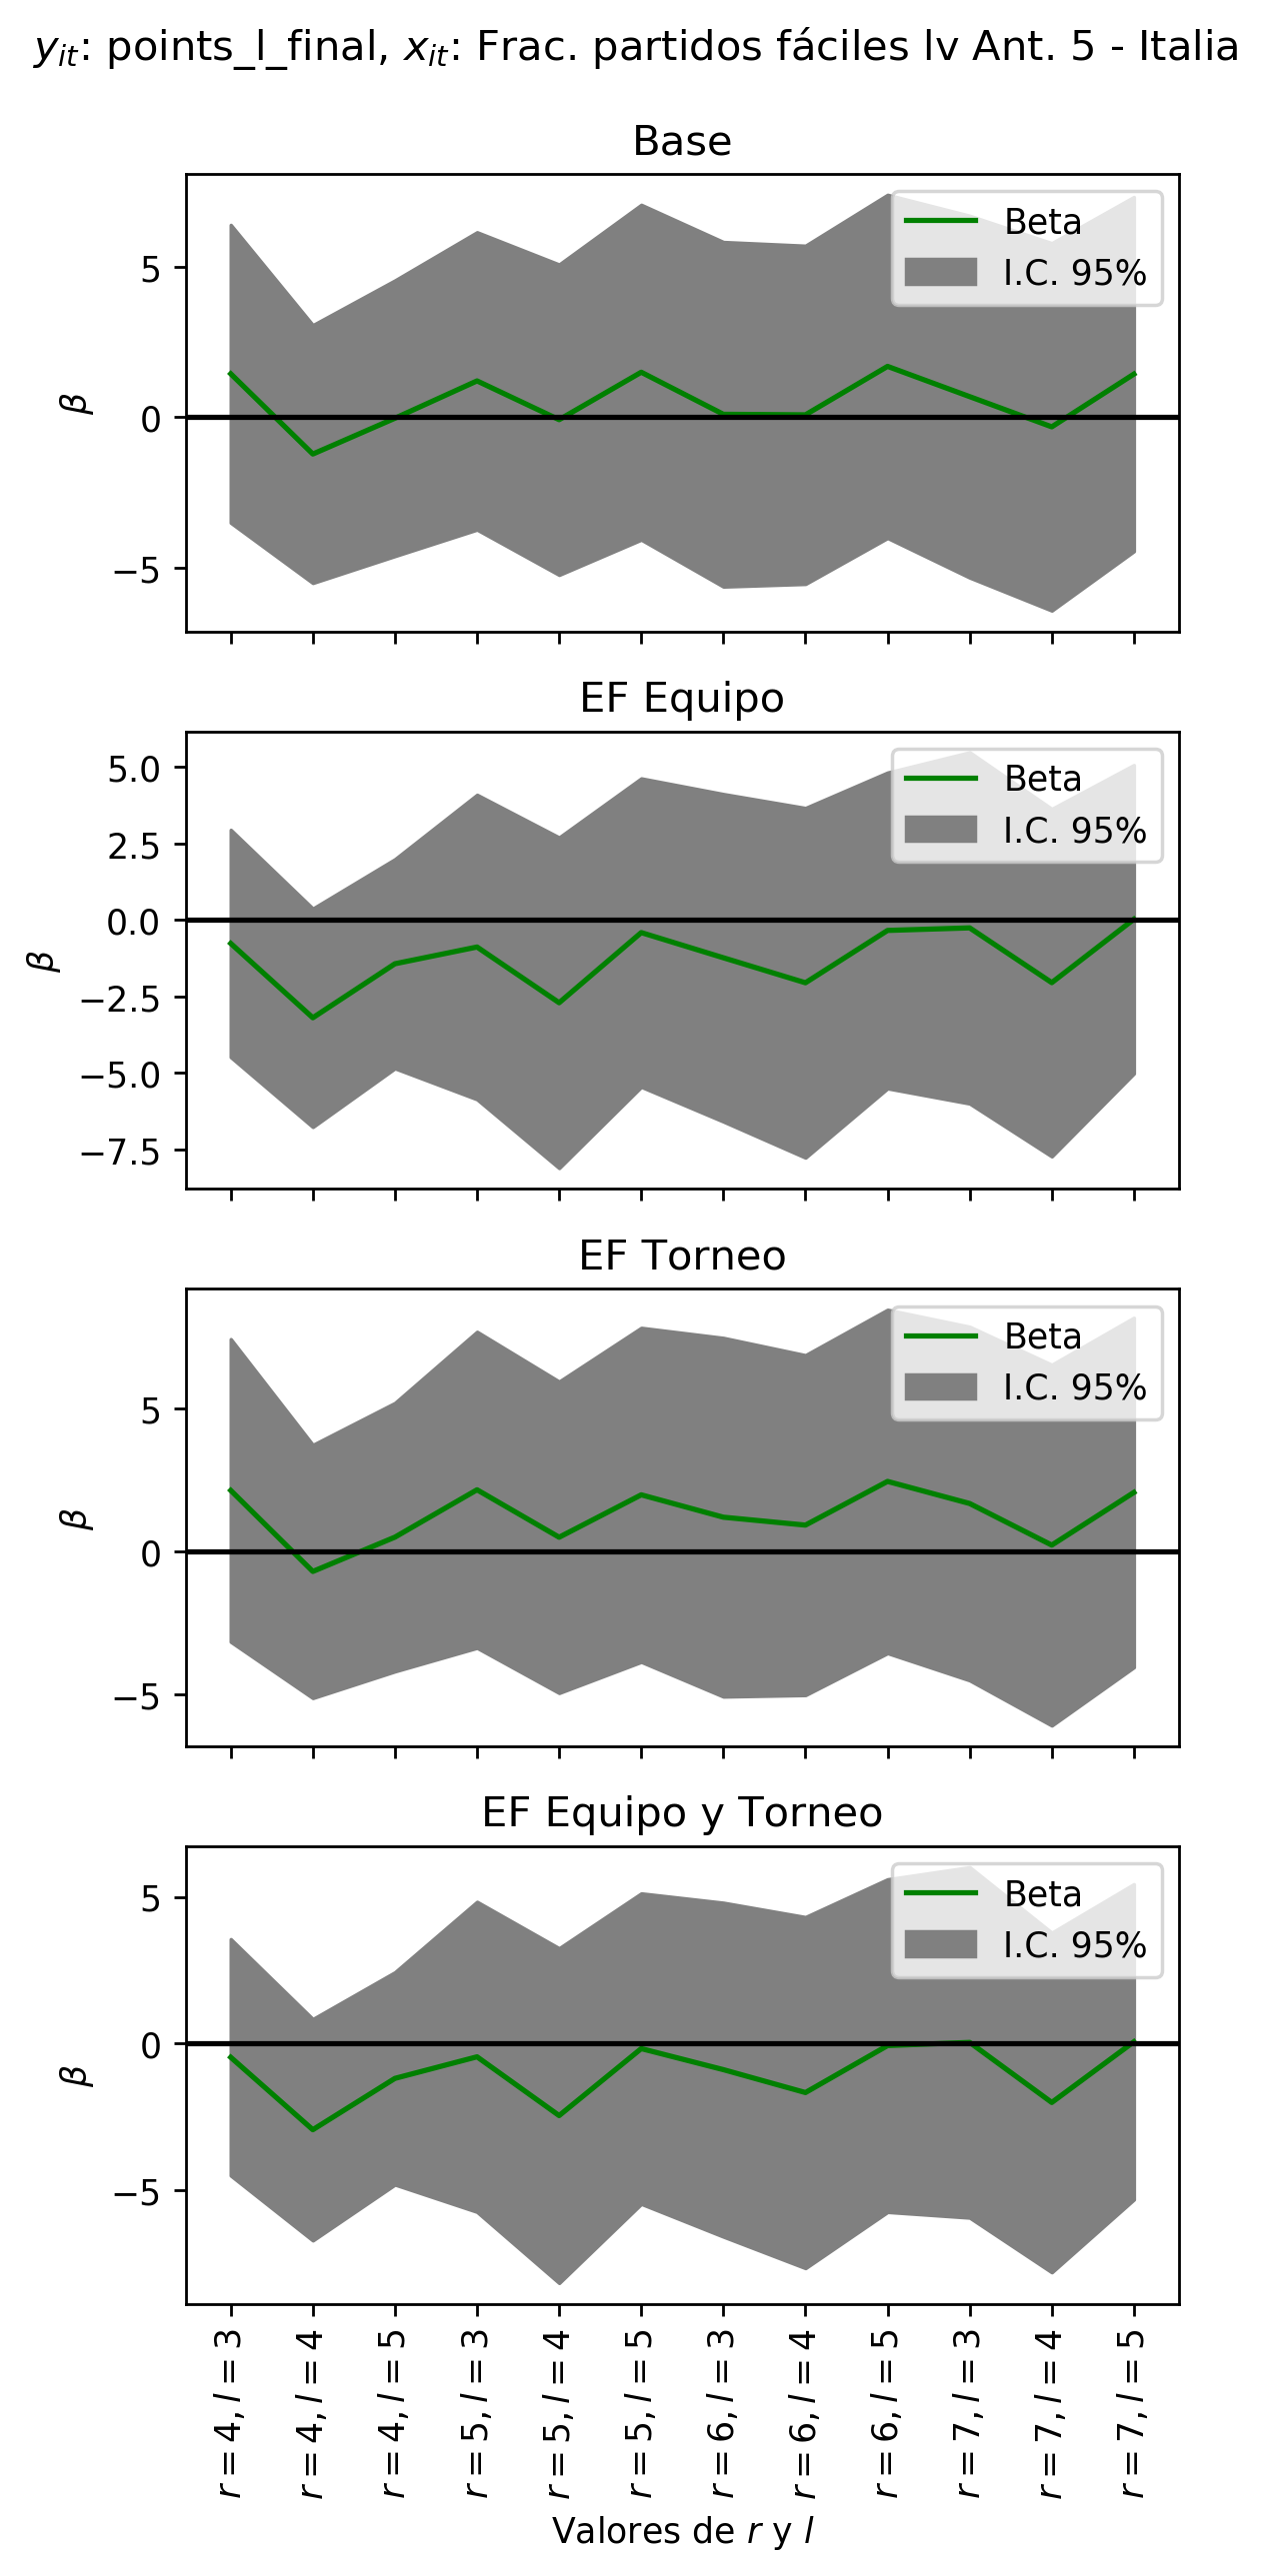 y_it: points_l_final, x_it: Frac. partidos fáciles lv Ant. 5 - Italia
Base
Beta
I.C. 95%
5
0
−5
β
EF Equipo
Beta
I.C. 95%
5.0
2.5
0.0
−2.5
−5.0
−7.5
β
EF Torneo
Beta
I.C. 95%
5
0
−5
β
EF Equipo y Torneo
Beta
I.C. 95%
5
0
−5
β
r = 4, l = 3
r = 4, l = 4
r = 4, l = 5
r = 5, l = 3
r = 5, l = 4
r = 5, l = 5
r = 6, l = 3
r = 6, l = 4
r = 6, l = 5
r = 7, l = 3
r = 7, l = 4
r = 7, l = 5
Valores de r y l